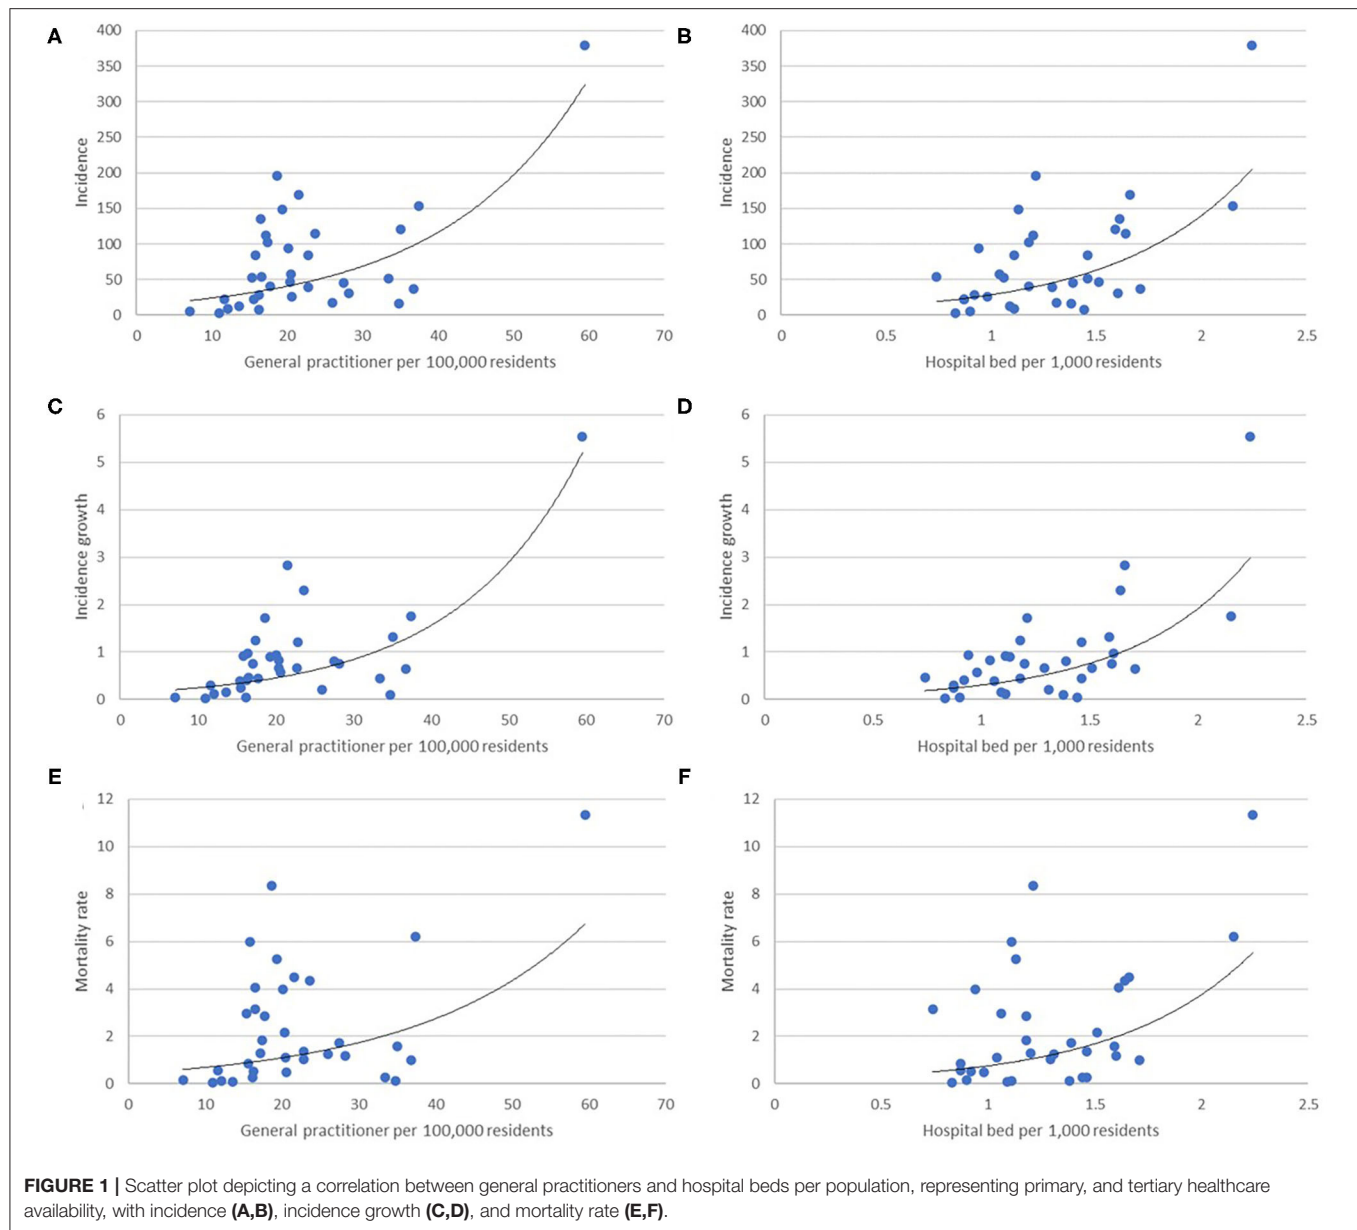 A
400
350
300
250
200
150
100
50
0
Incidence
0 10 20 30 40 50 60 70
General practitioner per 100,000 residents
B
400
350
300
250
200
150
100
50
0
Incidence
0 0.5 1 1.5 2 2.5
Hospital bed per 1,000 residents
C
6
5
4
3
2
1
0
Incidence growth
0 10 20 30 40 50 60 70
General practitioner per 100,000 residents
D
6
5
4
3
2
1
0
Incidence growth
0 0.5 1 1.5 2 2.5
Hospital bed per 1,000 residents
E
12
10
8
6
4
2
0
Mortality rate
0 10 20 30 40 50 60 70
General practitioner per 100,000 residents
F
12
10
8
6
4
2
0
Mortality rate
0 0.5 1 1.5 2 2.5
Hospital bed per 1,000 residents
FIGURE 1 | Scatter plot depicting a correlation between general practitioners and hospital beds per population, representing primary, and tertiary healthcare
availability, with incidence (A,B), incidence growth (C,D), and mortality rate (E,F).